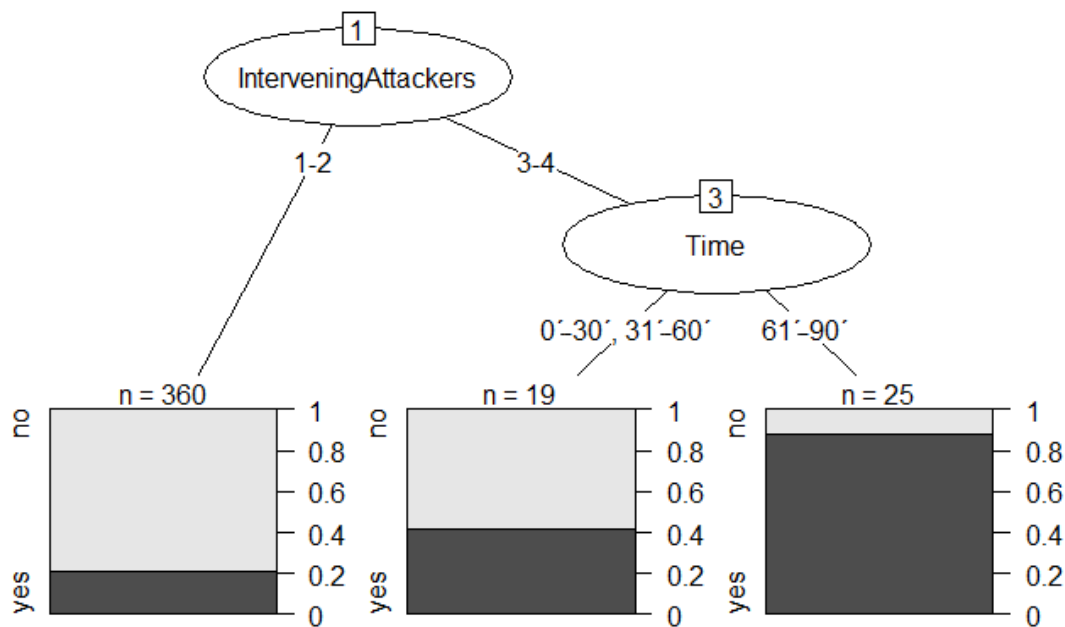 1
InterveningAttackers
1-2
3-4
3
Time
0´-30´, 31´-60´
61´-90´
n = 360
no
yes
1
0.8
0.6
0.4
0.2
0
n = 19
no
yes
1
0.8
0.6
0.4
0.2
0
n = 25
no
yes
1
0.8
0.6
0.4
0.2
0